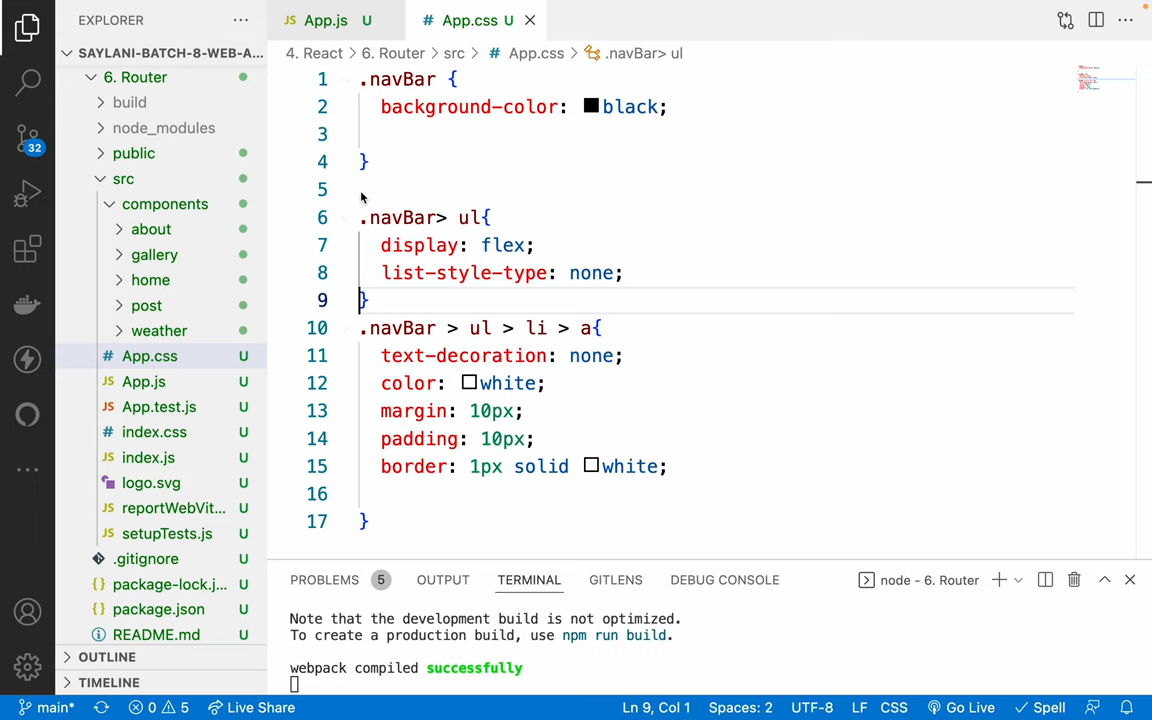 EXPLORER
SAYLANI-BATCH-8-WEB-A...
6. Router
build
node_modules
public
src
components
about
gallery
home
post
weather
# App.css U
JS App.js U
JS App.test.js U
# index.css U
JS index.js U
logo.svg U
JS reportWebVit... U
JS setupTests.js U
.gitignore U
{} package-lock.j... U
{} package.json U
README.md U
OUTLINE
TIMELINE
32
JS App.js U
# App.css U
4. React > 6. Router > src > # App.css > .navBar> ul
1 .navBar {
2 background-color: black;
3
4 }
5
6 .navBar> ul{
7 display: flex;
8 list-style-type: none;
9 }
10 .navBar > ul > li > a{
11 text-decoration: none;
12 color: white;
13 margin: 10px;
14 padding: 10px;
15 border: 1px solid white;
16
17 }
PROBLEMS 5 OUTPUT TERMINAL GITLENS DEBUG CONSOLE node - 6. Router
Note that the development build is not optimized.
To create a production build, use npm run build.
webpack compiled successfully
main* 0 5 Live Share Ln 9, Col 1 Spaces: 2 UTF-8 LF CSS Go Live Spell